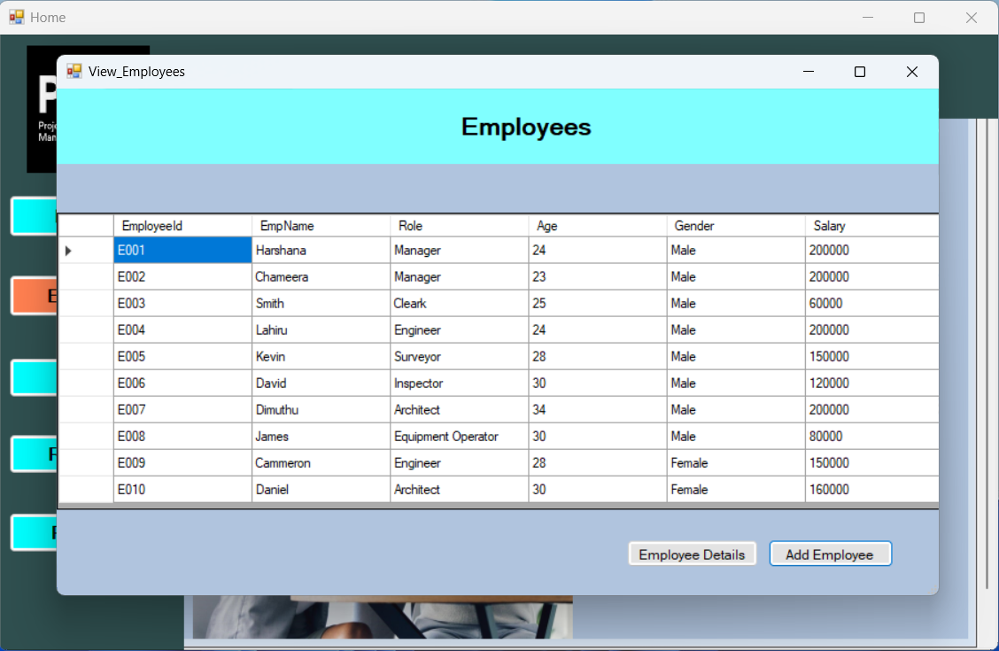 Home
View_Employees
Employees
EmployeeId EmpName Role Age Gender Salary
E001 Harshana Manager 24 Male 200000
E002 Chameera Manager 23 Male 200000
E003 Smith Cleark 25 Male 60000
E004 Lahiru Engineer 24 Male 200000
E005 Kevin Surveyor 28 Male 150000
E006 David Inspector 30 Male 120000
E007 Dimuthu Architect 34 Male 200000
E008 James Equipment Operator 30 Male 80000
E009 Cammeron Engineer 28 Female 150000
E010 Daniel Architect 30 Female 160000
Employee Details Add Employee